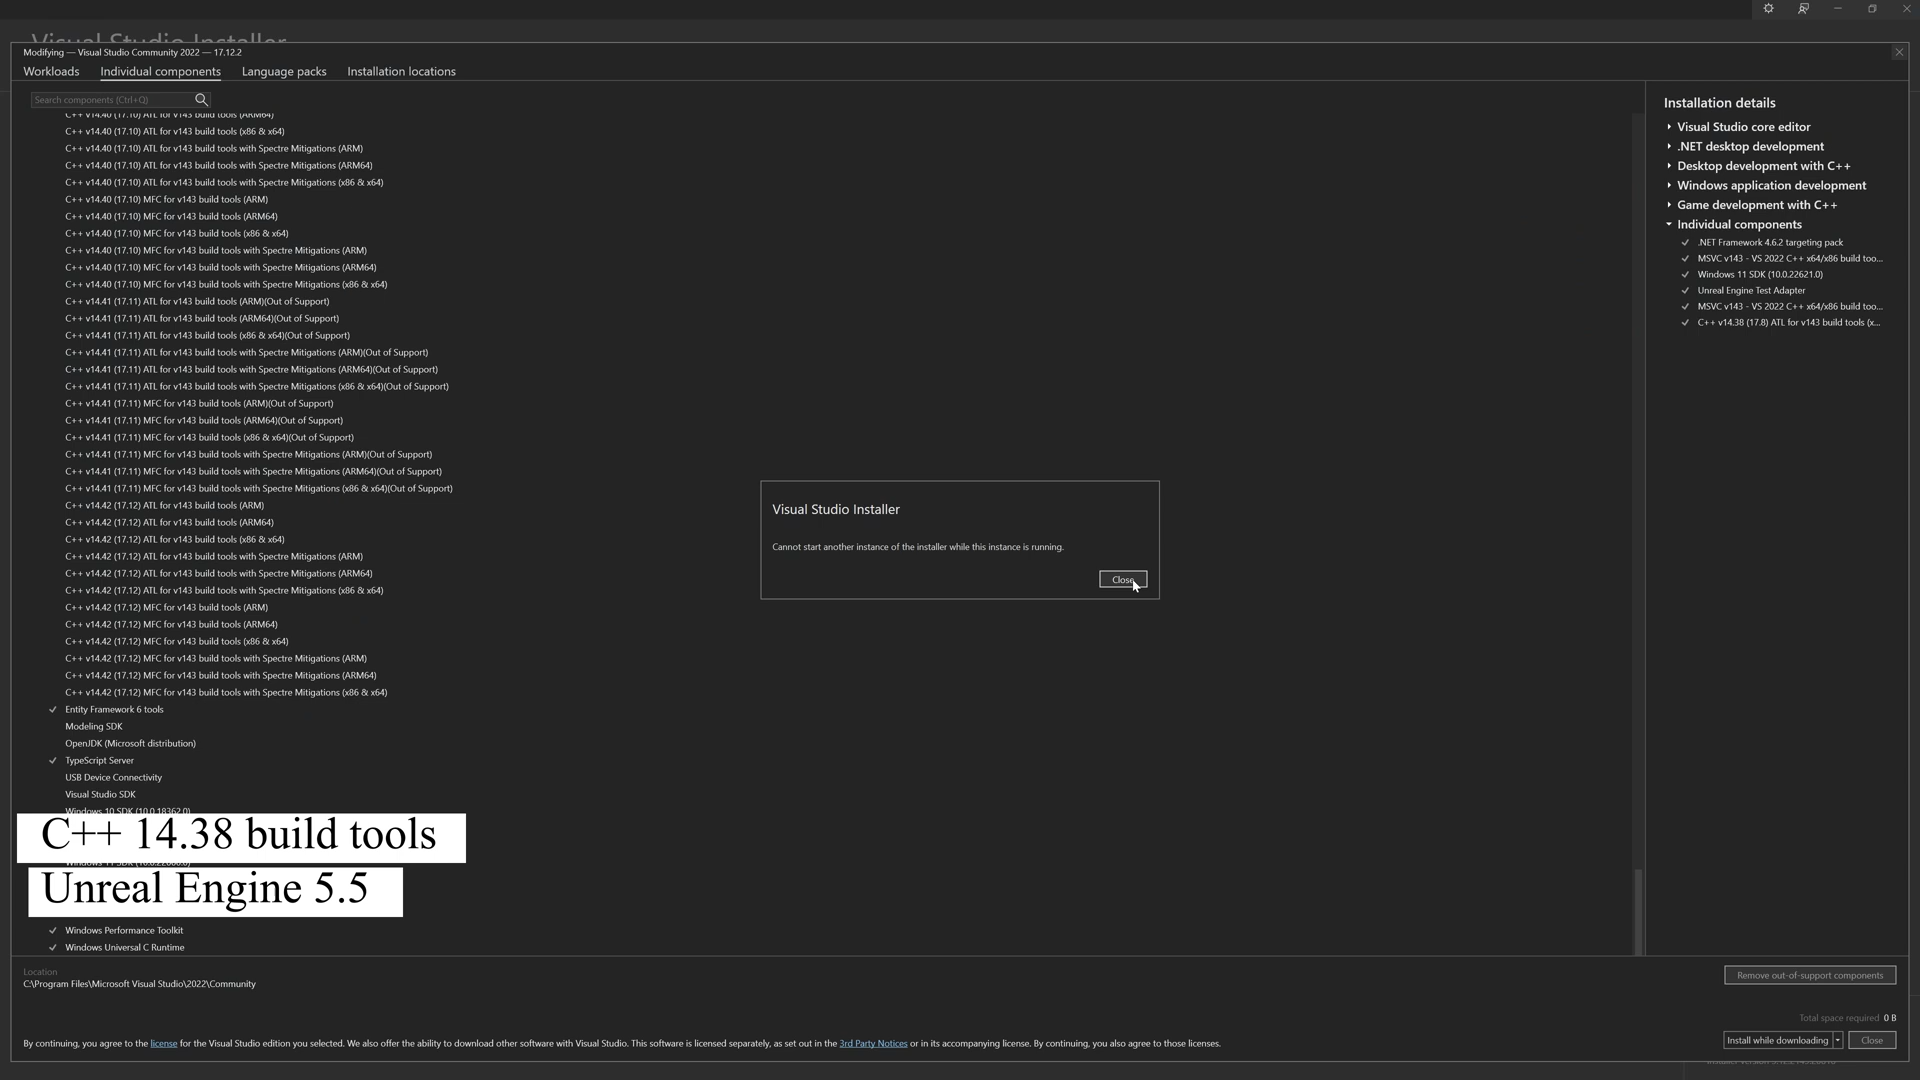 Visual Studio Installer
Modifying — Visual Studio Community 2022 — 17.12.2
Workloads
Individual components
Language packs
Installation locations
Search components (Ctrl+Q)
C++ v14.40 (17.10) ATL for v143 build tools (ARM64)
C++ v14.40 (17.10) ATL for v143 build tools (x86 & x64)
C++ v14.40 (17.10) ATL for v143 build tools with Spectre Mitigations (ARM)
C++ v14.40 (17.10) ATL for v143 build tools with Spectre Mitigations (ARM64)
C++ v14.40 (17.10) ATL for v143 build tools with Spectre Mitigations (x86 & x64)
C++ v14.40 (17.10) MFC for v143 build tools (ARM)
C++ v14.40 (17.10) MFC for v143 build tools (ARM64)
C++ v14.40 (17.10) MFC for v143 build tools (x86 & x64)
C++ v14.40 (17.10) MFC for v143 build tools with Spectre Mitigations (ARM)
C++ v14.40 (17.10) MFC for v143 build tools with Spectre Mitigations (ARM64)
C++ v14.40 (17.10) MFC for v143 build tools with Spectre Mitigations (x86 & x64)
C++ v14.41 (17.11) ATL for v143 build tools (ARM)(Out of Support)
C++ v14.41 (17.11) ATL for v143 build tools (ARM64)(Out of Support)
C++ v14.41 (17.11) ATL for v143 build tools (x86 & x64)(Out of Support)
C++ v14.41 (17.11) ATL for v143 build tools with Spectre Mitigations (ARM)(Out of Support)
C++ v14.41 (17.11) ATL for v143 build tools with Spectre Mitigations (ARM64)(Out of Support)
C++ v14.41 (17.11) ATL for v143 build tools with Spectre Mitigations (x86 & x64)(Out of Support)
C++ v14.41 (17.11) MFC for v143 build tools (ARM)(Out of Support)
C++ v14.41 (17.11) MFC for v143 build tools (ARM64)(Out of Support)
C++ v14.41 (17.11) MFC for v143 build tools (x86 & x64)(Out of Support)
C++ v14.41 (17.11) MFC for v143 build tools with Spectre Mitigations (ARM)(Out of Support)
C++ v14.41 (17.11) MFC for v143 build tools with Spectre Mitigations (ARM64)(Out of Support)
C++ v14.41 (17.11) MFC for v143 build tools with Spectre Mitigations (x86 & x64)(Out of Support)
C++ v14.42 (17.12) ATL for v143 build tools (ARM)
C++ v14.42 (17.12) ATL for v143 build tools (ARM64)
C++ v14.42 (17.12) ATL for v143 build tools (x86 & x64)
C++ v14.42 (17.12) ATL for v143 build tools with Spectre Mitigations (ARM)
C++ v14.42 (17.12) ATL for v143 build tools with Spectre Mitigations (ARM64)
C++ v14.42 (17.12) ATL for v143 build tools with Spectre Mitigations (x86 & x64)
C++ v14.42 (17.12) MFC for v143 build tools (ARM)
C++ v14.42 (17.12) MFC for v143 build tools (ARM64)
C++ v14.42 (17.12) MFC for v143 build tools (x86 & x64)
C++ v14.42 (17.12) MFC for v143 build tools with Spectre Mitigations (ARM)
C++ v14.42 (17.12) MFC for v143 build tools with Spectre Mitigations (ARM64)
C++ v14.42 (17.12) MFC for v143 build tools with Spectre Mitigations (x86 & x64)
Entity Framework 6 tools
Modeling SDK
OpenJDK (Microsoft distribution)
TypeScript Server
USB Device Connectivity
Visual Studio SDK
Windows 10 SDK (10.0.18362.0)
C++ 14.38 build tools
Unreal Engine 5.5
Windows Performance Toolkit
Windows Universal C Runtime
Visual Studio Installer
Cannot start another instance of the installer while this instance is running.
Close
Installation details
Visual Studio core editor
.NET desktop development
Desktop development with C++
Windows application development
Game development with C++
Individual components
.NET Framework 4.6.2 targeting pack
MSVC v143 - VS 2022 C++ x64/x86 build too...
Windows 11 SDK (10.0.22621.0)
Unreal Engine Test Adapter
MSVC v143 - VS 2022 C++ x64/x86 build too...
C++ v14.38 (17.8) ATL for v143 build tools (x...
Location
C:\Program Files\Microsoft Visual Studio\2022\Community
Remove out-of-support components
Total space required 0 B
By continuing, you agree to the license for the Visual Studio edition you selected. We also offer the ability to download other software with Visual Studio. This software is licensed separately, as set out in the 3rd Party Notices or in its accompanying license. By continuing, you also agree to those licenses.
Install while downloading
Close